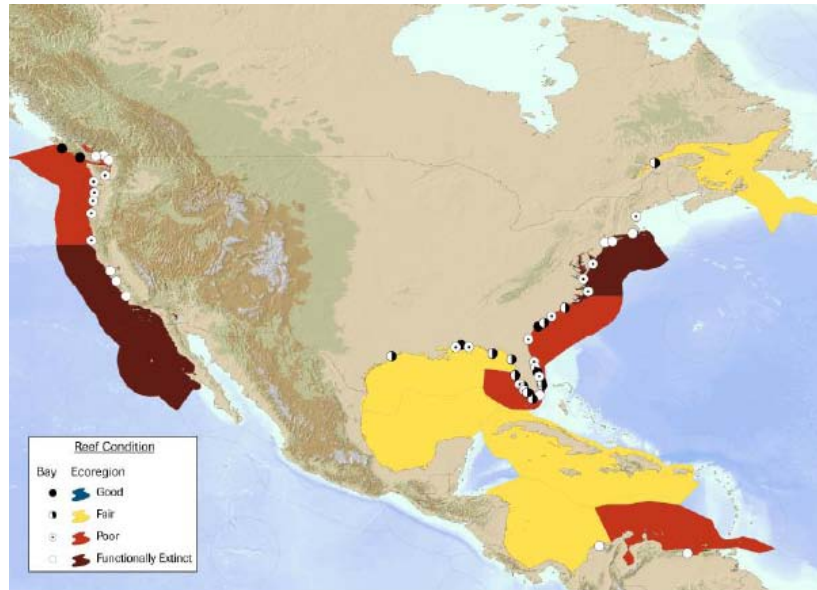 Reef Condition
Bay Ecoregion
Good
Fair
Poor
Functionally Extinct